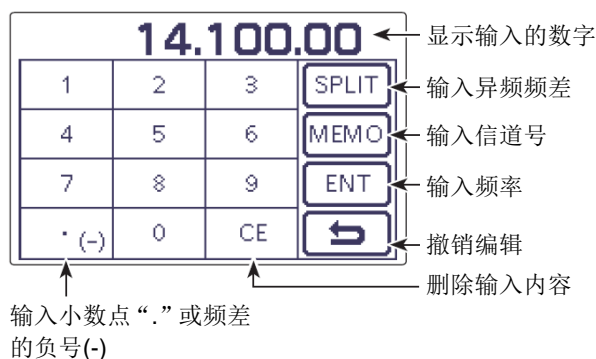 14.100.00
显示输入的数字
1 2 3 SPLIT
输入异频频差
4 5 6 MEMO
输入信道号
7 8 9 ENT
输入频率
· (–) 0 CE
撤销编辑
删除输入内容
输入小数点“.”或频差
的负号(-)